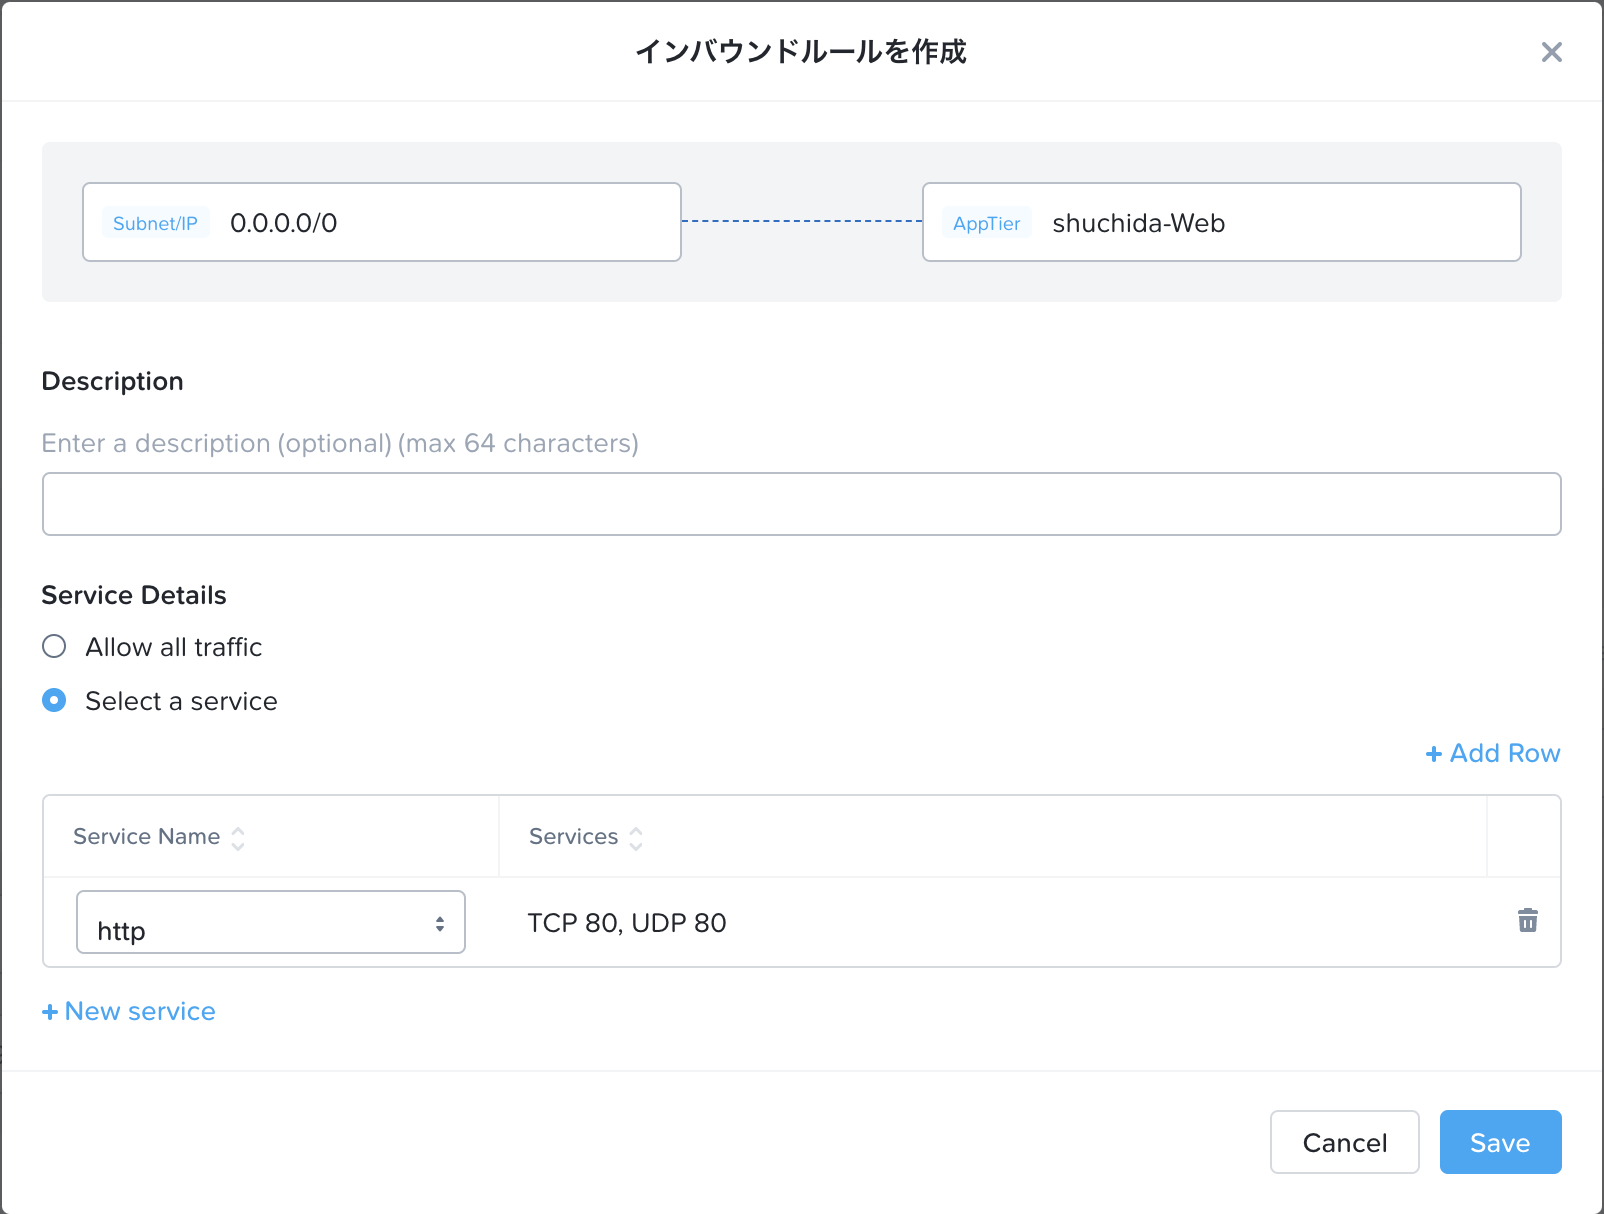 インバウンドルールを作成
Subnet/IP 0.0.0.0/0 AppTier shuchida-Web
Description
Enter a description (optional) (max 64 characters)
Service Details
Allow all traffic
Select a service
+ Add Row
Service Name Services
http TCP 80, UDP 80
+ New service
Cancel Save